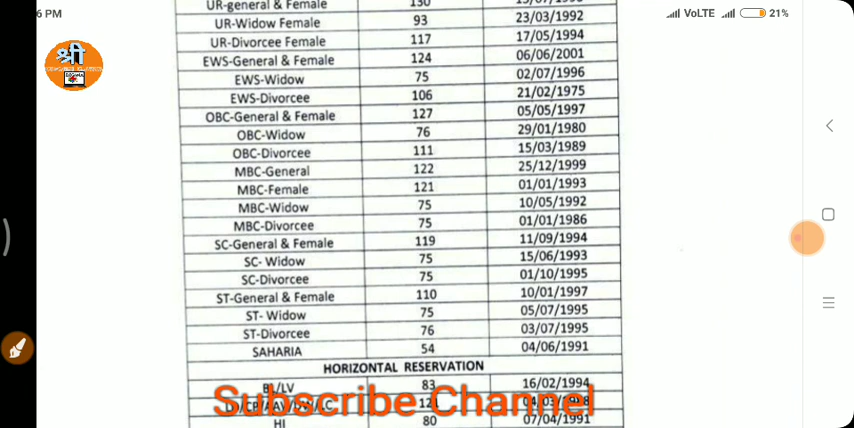 6 PM VoLTE 21%
श्री
UR-general & Female 130
UR-Widow Female 93 23/03/1992
UR-Divorcee Female 117 17/05/1994
EWS-General & Female 124 06/06/2001
EWS-Widow 75 02/07/1996
EWS-Divorcee 106 21/02/1975
OBC-General & Female 127 05/05/1997
OBC-Widow 76 29/01/1980
OBC-Divorcee 111 15/03/1989
MBC-General 122 25/12/1999
MBC-Female 121 01/01/1993
MBC-Widow 75 10/05/1992
MBC-Divorcee 75 01/01/1986
SC-General & Female 119 11/09/1994
SC- Widow 75 15/06/1993
SC-Divorcee 75 01/10/1995
ST-General & Female 110 10/01/1997
ST- Widow 75 05/07/1995
ST-Divorcee 76 03/07/1995
SAHARIA 54 04/06/1991
HORIZONTAL RESERVATION
BL/LV 83 16/02/1994
Subscribe Channel
HI 80 07/04/1991